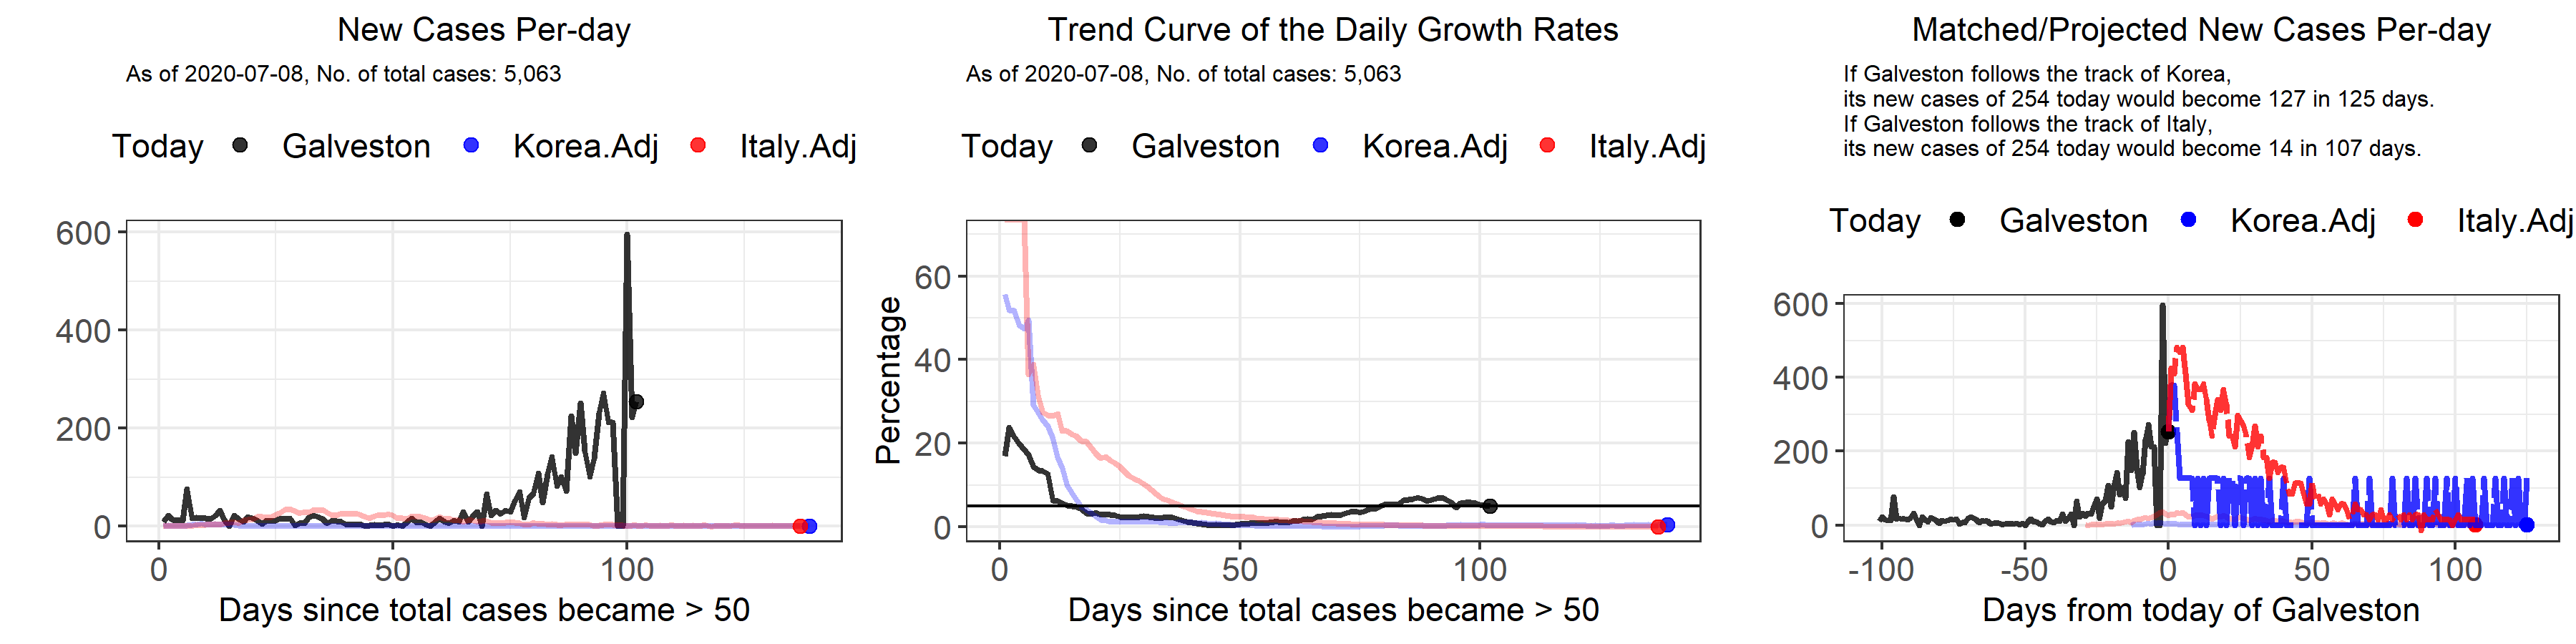 New Cases Per-day
As of 2020-07-08, No. of total cases: 5,063
Today Galveston Korea.Adj Italy.Adj
600
400
200
0
0 50 100
Days since total cases became > 50
Trend Curve of the Daily Growth Rates
As of 2020-07-08, No. of total cases: 5,063
Today Galveston Korea.Adj Italy.Adj
Percentage
60
40
20
0
0 50 100
Days since total cases became > 50
Matched/Projected New Cases Per-day
If Galveston follows the track of Korea,
its new cases of 254 today would become 127 in 125 days.
If Galveston follows the track of Italy,
its new cases of 254 today would become 14 in 107 days.
Today Galveston Korea.Adj Italy.Adj
600
400
200
0
-100 -50 0 50 100
Days from today of Galveston